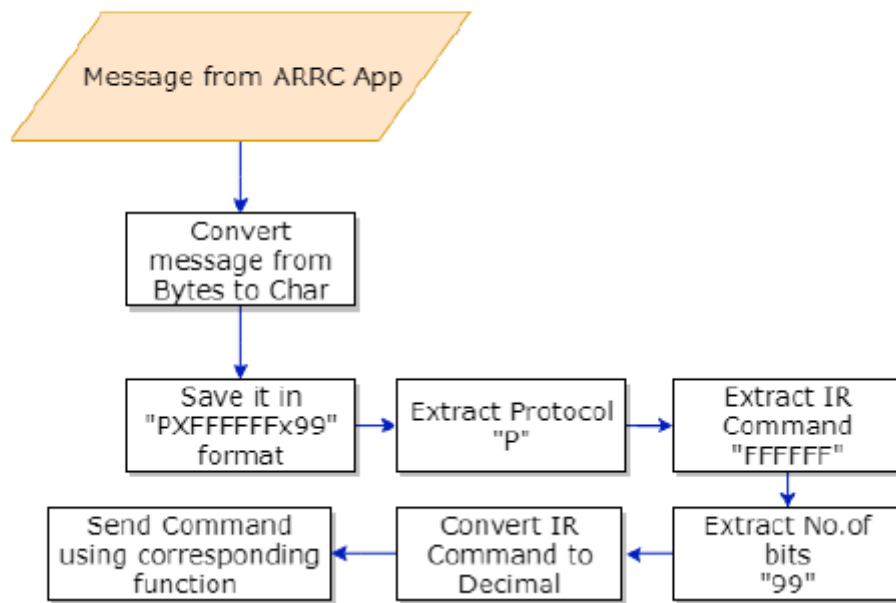 Message from ARRC App
Convert
message from
Bytes to Char
Save it in
"PXFFFFFFx99"
format
Extract Protocol
"P"
Extract IR
Command
"FFFFFF"
Extract No.of
bits
"99"
Convert IR
Command to
Decimal
Send Command
using corresponding
function